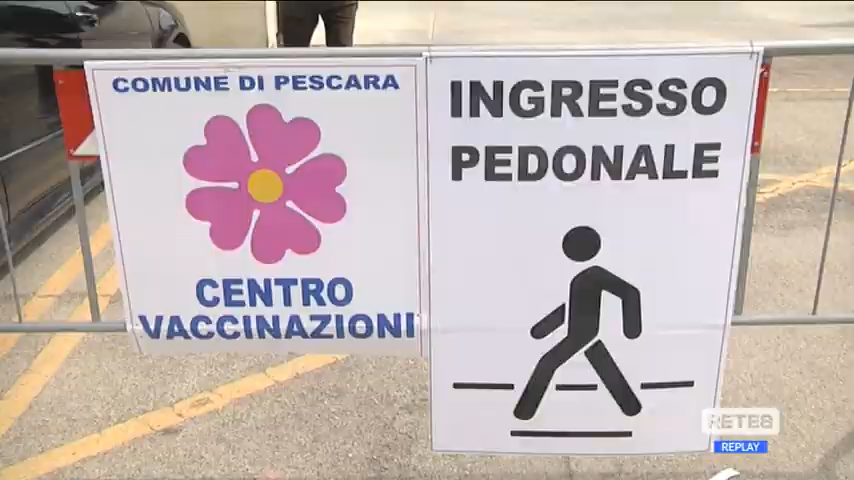 COMUNE DI PESCARA
CENTRO
VACCINAZIONI
INGRESSO
PEDONALE
RETE8
REPLAY